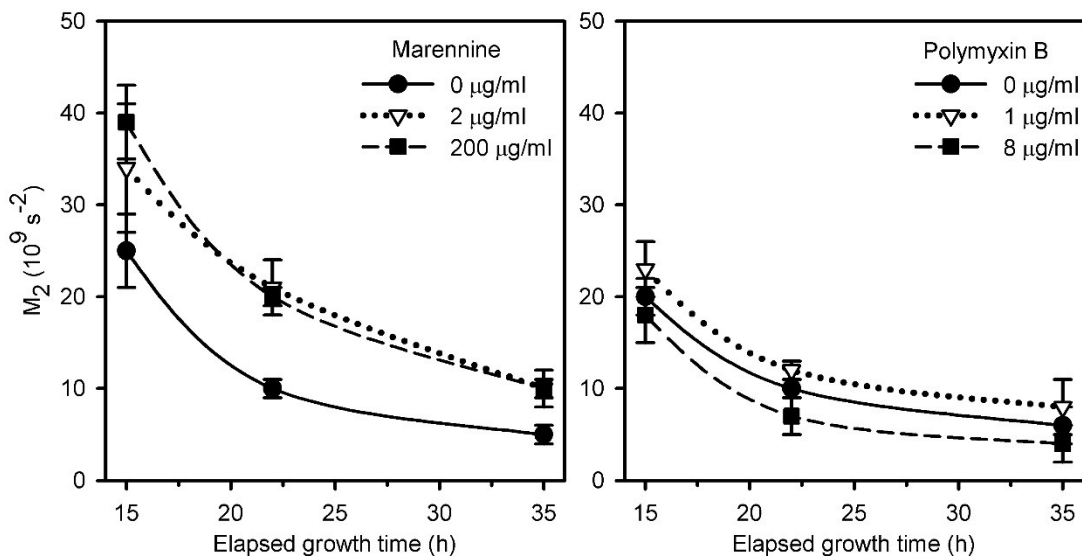 M₂ (10⁹ s⁻²)
50
40
30
20
10
0
Marennine
0 μg/ml
2 μg/ml
200 μg/ml
15 20 25 30 35
Elapsed growth time (h)
50
40
30
20
10
0
Polymyxin B
0 μg/ml
1 μg/ml
8 μg/ml
15 20 25 30 35
Elapsed growth time (h)